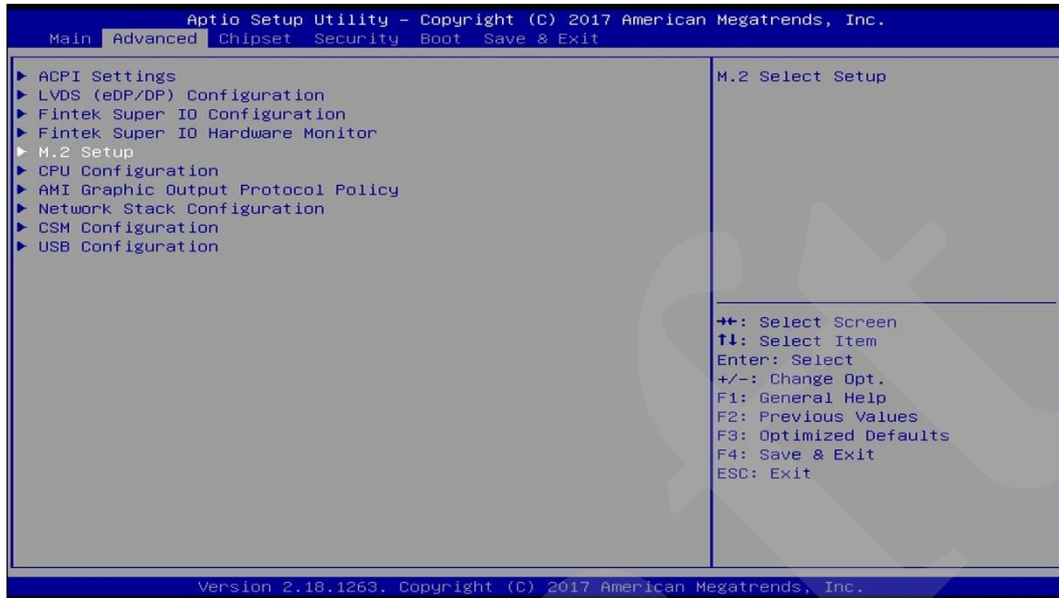 Aptio Setup Utility – Copyright (C) 2017 American Megatrends, Inc.
Main Advanced Chipset Security Boot Save & Exit
► ACPI Settings
► LVDS (eDP/DP) Configuration
► Fintek Super IO Configuration
► Fintek Super IO Hardware Monitor
► M.2 Setup
► CPU Configuration
► AMI Graphic Output Protocol Policy
► Network Stack Configuration
► CSM Configuration
► USB Configuration
M.2 Select Setup
→←: Select Screen
↑↓: Select Item
Enter: Select
+/-: Change Opt.
F1: General Help
F2: Previous Values
F3: Optimized Defaults
F4: Save & Exit
ESC: Exit
Version 2.18.1263. Copyright (C) 2017 American Megatrends, Inc.